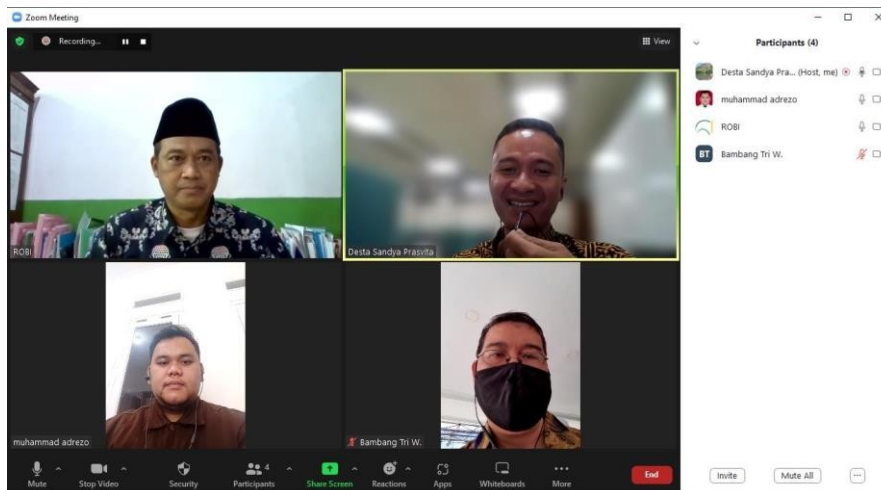 Zoom Meeting
Recording...
View
Participants (4)
Desta Sandya Pra... (Host, me)
muhammad adrezo
ROBI
BT Bambang Tri W.
ROBI
Desta Sandya Prasvita
muhammad adrezo
Bambang Tri W.
4
Mute
Stop Video
Security
Participants
Share Screen
Reactions
Apps
Whiteboards
More
End
Invite
Mute All